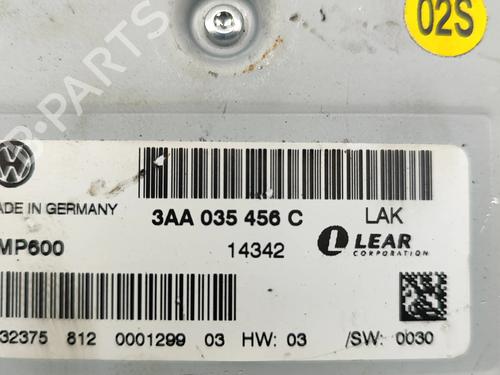 02S
MADE IN GERMANY
3AA 035 456 C
LAK
MP600
14342
LEAR
CORPORATION
32375 812 0001299 03 HW: 03 /SW: 0030
B-PARTS